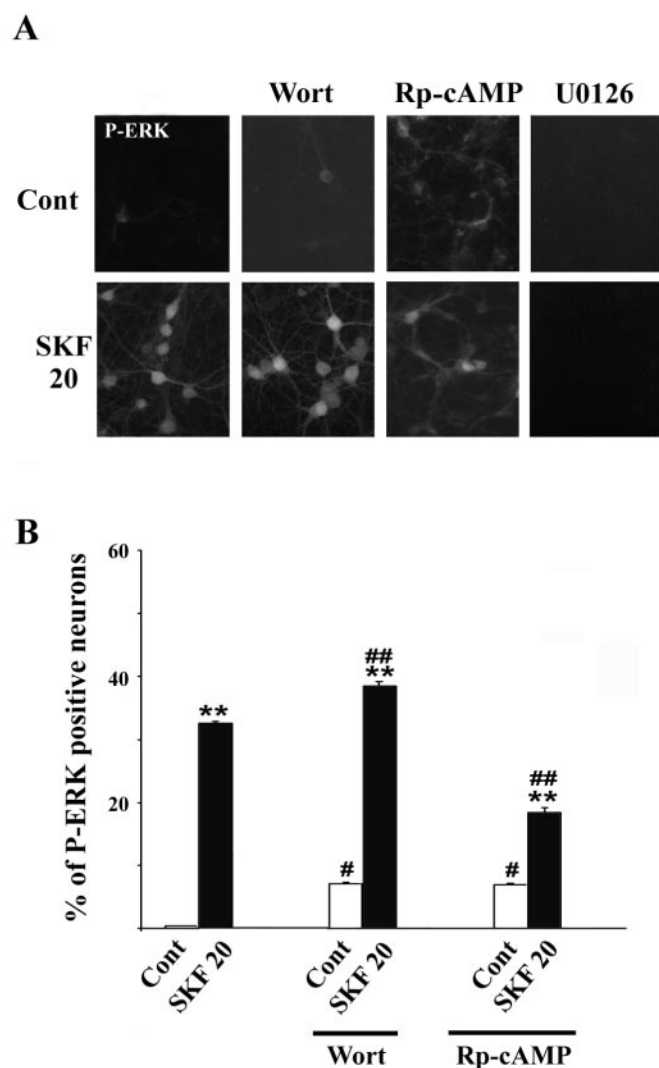 A
Wort Rp-cAMP U0126
P-ERK
Cont
SKF
20
B
% of P-ERK positive neurons
60
40
20
**
##
**
##
**
#
#
Cont
SKF 20
Cont
SKF 20
Cont
SKF 20
Wort
Rp-cAMP